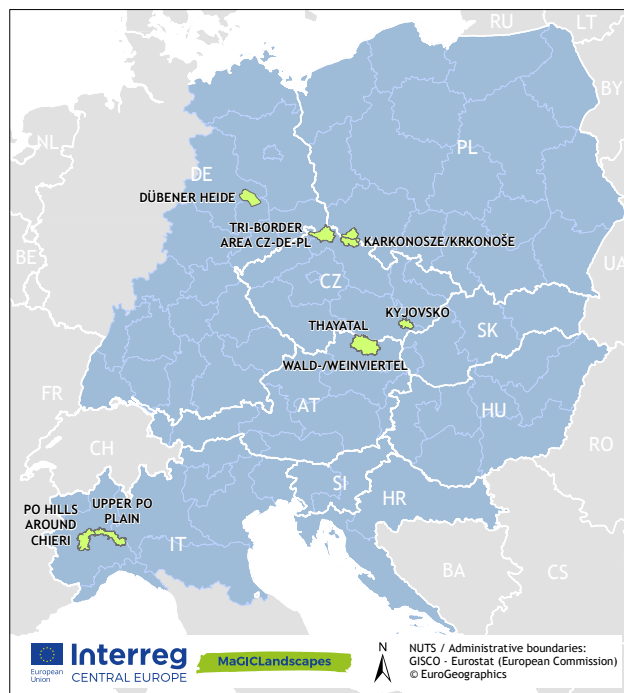 RU
LT
BY
NL
DE
PL
DÜBENER HEIDE
TRI-BORDER
AREA CZ-DE-PL
KARKONOSZE/KRKONOŠE
BE
UA
CZ
KYJOVSKO
THAYATAL
SK
WALD-/WEINVIERTEL
FR
AT
HU
CH
RO
SI
HR
PO HILLS
AROUND
CHIERI
UPPER PO
PLAIN
IT
BA
CS
Interreg
CENTRAL EUROPE
European
Union
MaGICLandscapes
N
NUTS / Administrative boundaries:
GISCO - Eurostat (European Commission)
© EuroGeographics